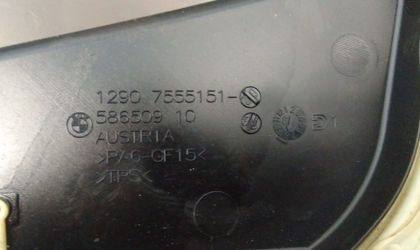 1290 7555151-
586509 10
AUSTRIA
>PA6-GF15<
>TPS<